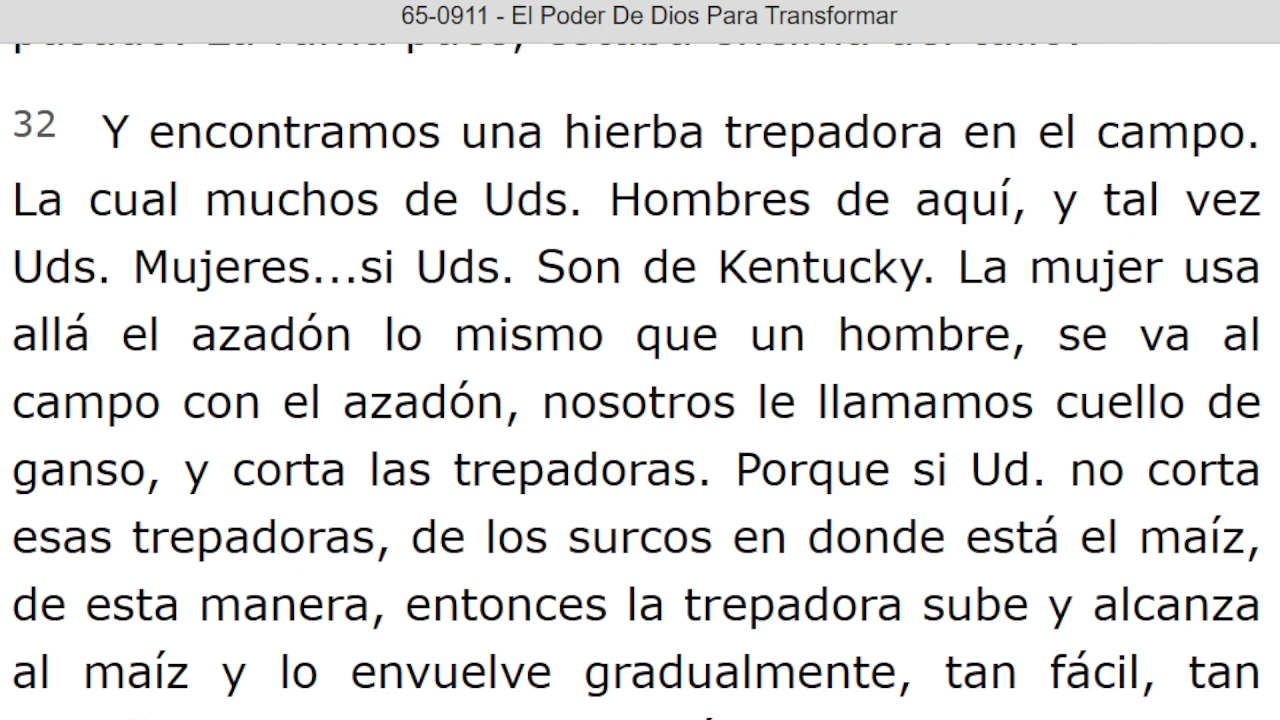 65-0911 - El Poder De Dios Para Transformar
32 Y encontramos una hierba trepadora en el campo.
La cual muchos de Uds. Hombres de aquí, y tal vez
Uds. Mujeres...si Uds. Son de Kentucky. La mujer usa
allá el azadón lo mismo que un hombre, se va al
campo con el azadón, nosotros le llamamos cuello de
ganso, y corta las trepadoras. Porque si Ud. no corta
esas trepadoras, de los surcos en donde está el maíz,
de esta manera, entonces la trepadora sube y alcanza
al maíz y lo envuelve gradualmente, tan fácil, tan